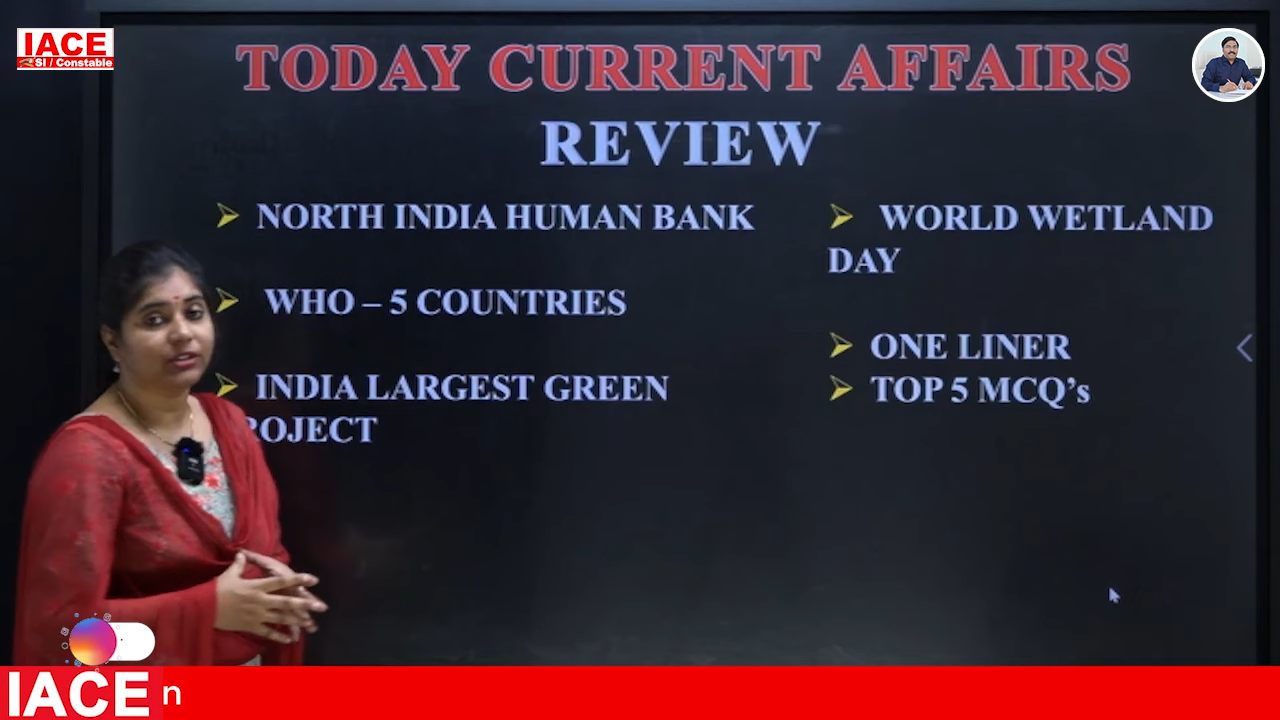 IACE
SI / Constable
TODAY CURRENT AFFAIRS
REVIEW
➢ NORTH INDIA HUMAN BANK
➢ WHO – 5 COUNTRIES
➢ INDIA LARGEST GREEN
ROJECT
➢ WORLD WETLAND
DAY
➢ ONE LINER
➢ TOP 5 MCQ’s
IACE n